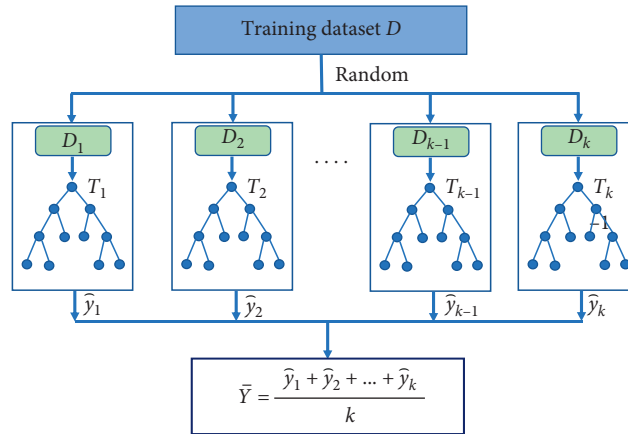 Training dataset D
Random
D₁ D₂ .... Dₖ₋₁ Dₖ
T₁ T₂ Tₖ₋₁ Tₖ
–1
ŷ₁ ŷ₂ ŷₖ₋₁ ŷₖ
Ȳ = (ŷ₁ + ŷ₂ + ... + ŷₖ) / k